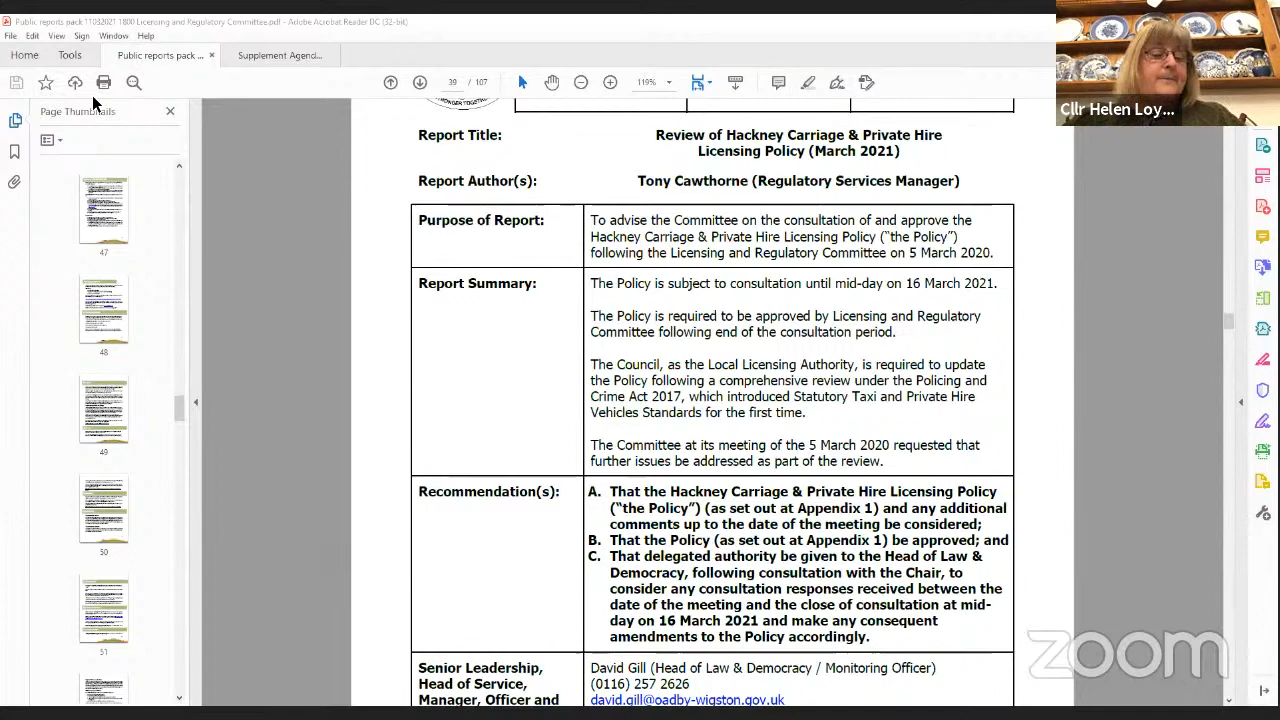 Public reports pack 11032021 1800 Licensing and Regulatory Committee.pdf - Adobe Acrobat Reader DC (32-bit)
File Edit View Sign Window Help
Home Tools Public reports pack ... × Supplement Agend...
39 / 107 119%
Page Thumbnails
47
48
49
50
51
Report Title: Review of Hackney Carriage & Private Hire
Licensing Policy (March 2021)
Report Author(s): Tony Cawthorne (Regulatory Services Manager)
Purpose of Report: To advise the Committee on the consultation of and approve the
Hackney Carriage & Private Hire Licensing Policy (“the Policy”)
following the Licensing and Regulatory Committee on 5 March 2020.
Report Summary: The Policy is subject to consultation until mid-day on 16 March 2021.
The Policy is required to be approved by Licensing and Regulatory
Committee following end of the consultation period.
The Council, as the Local Licensing Authority, is required to update
the Policy following a comprehensive review under the Policing and
Crime Act 2017, which introduced Statutory Taxi and Private Hire
Vehicles Standards for the first time.
The Committee at its meeting of the 5 March 2020 requested that
further issues be addressed as part of the review.
Recommendation(s): A. That the Hackney Carriage & Private Hire Licensing Policy
(“the Policy”) (as set out at Appendix 1) and any additional
comments up to the date of the meeting be considered;
B. That the Policy (as set out at Appendix 1) be approved; and
C. That delegated authority be given to the Head of Law &
Democracy, following consultation with the Chair, to
consider any consultation responses received between the
date of the meeting and the close of consultation at mid-
day on 16 March 2021 and make any consequent
amendments to the Policy accordingly.
Senior Leadership,
Head of Service,
Manager, Officer and
David Gill (Head of Law & Democracy / Monitoring Officer)
(0116) 257 2626
david.gill@oadby-wigston.gov.uk
Cllr Helen Loy...
zoom